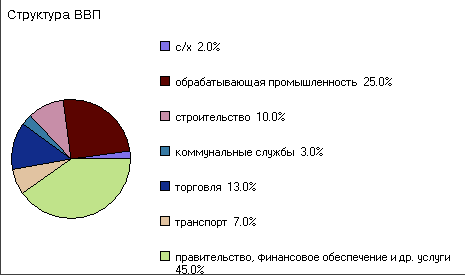 Структура ВВП
с/х 2.0%
обрабатывающая промышленность 25.0%
строительство 10.0%
коммунальные службы 3.0%
торговля 13.0%
транспорт 7.0%
правительство, финансовое обеспечение и др. услуги
45.0%